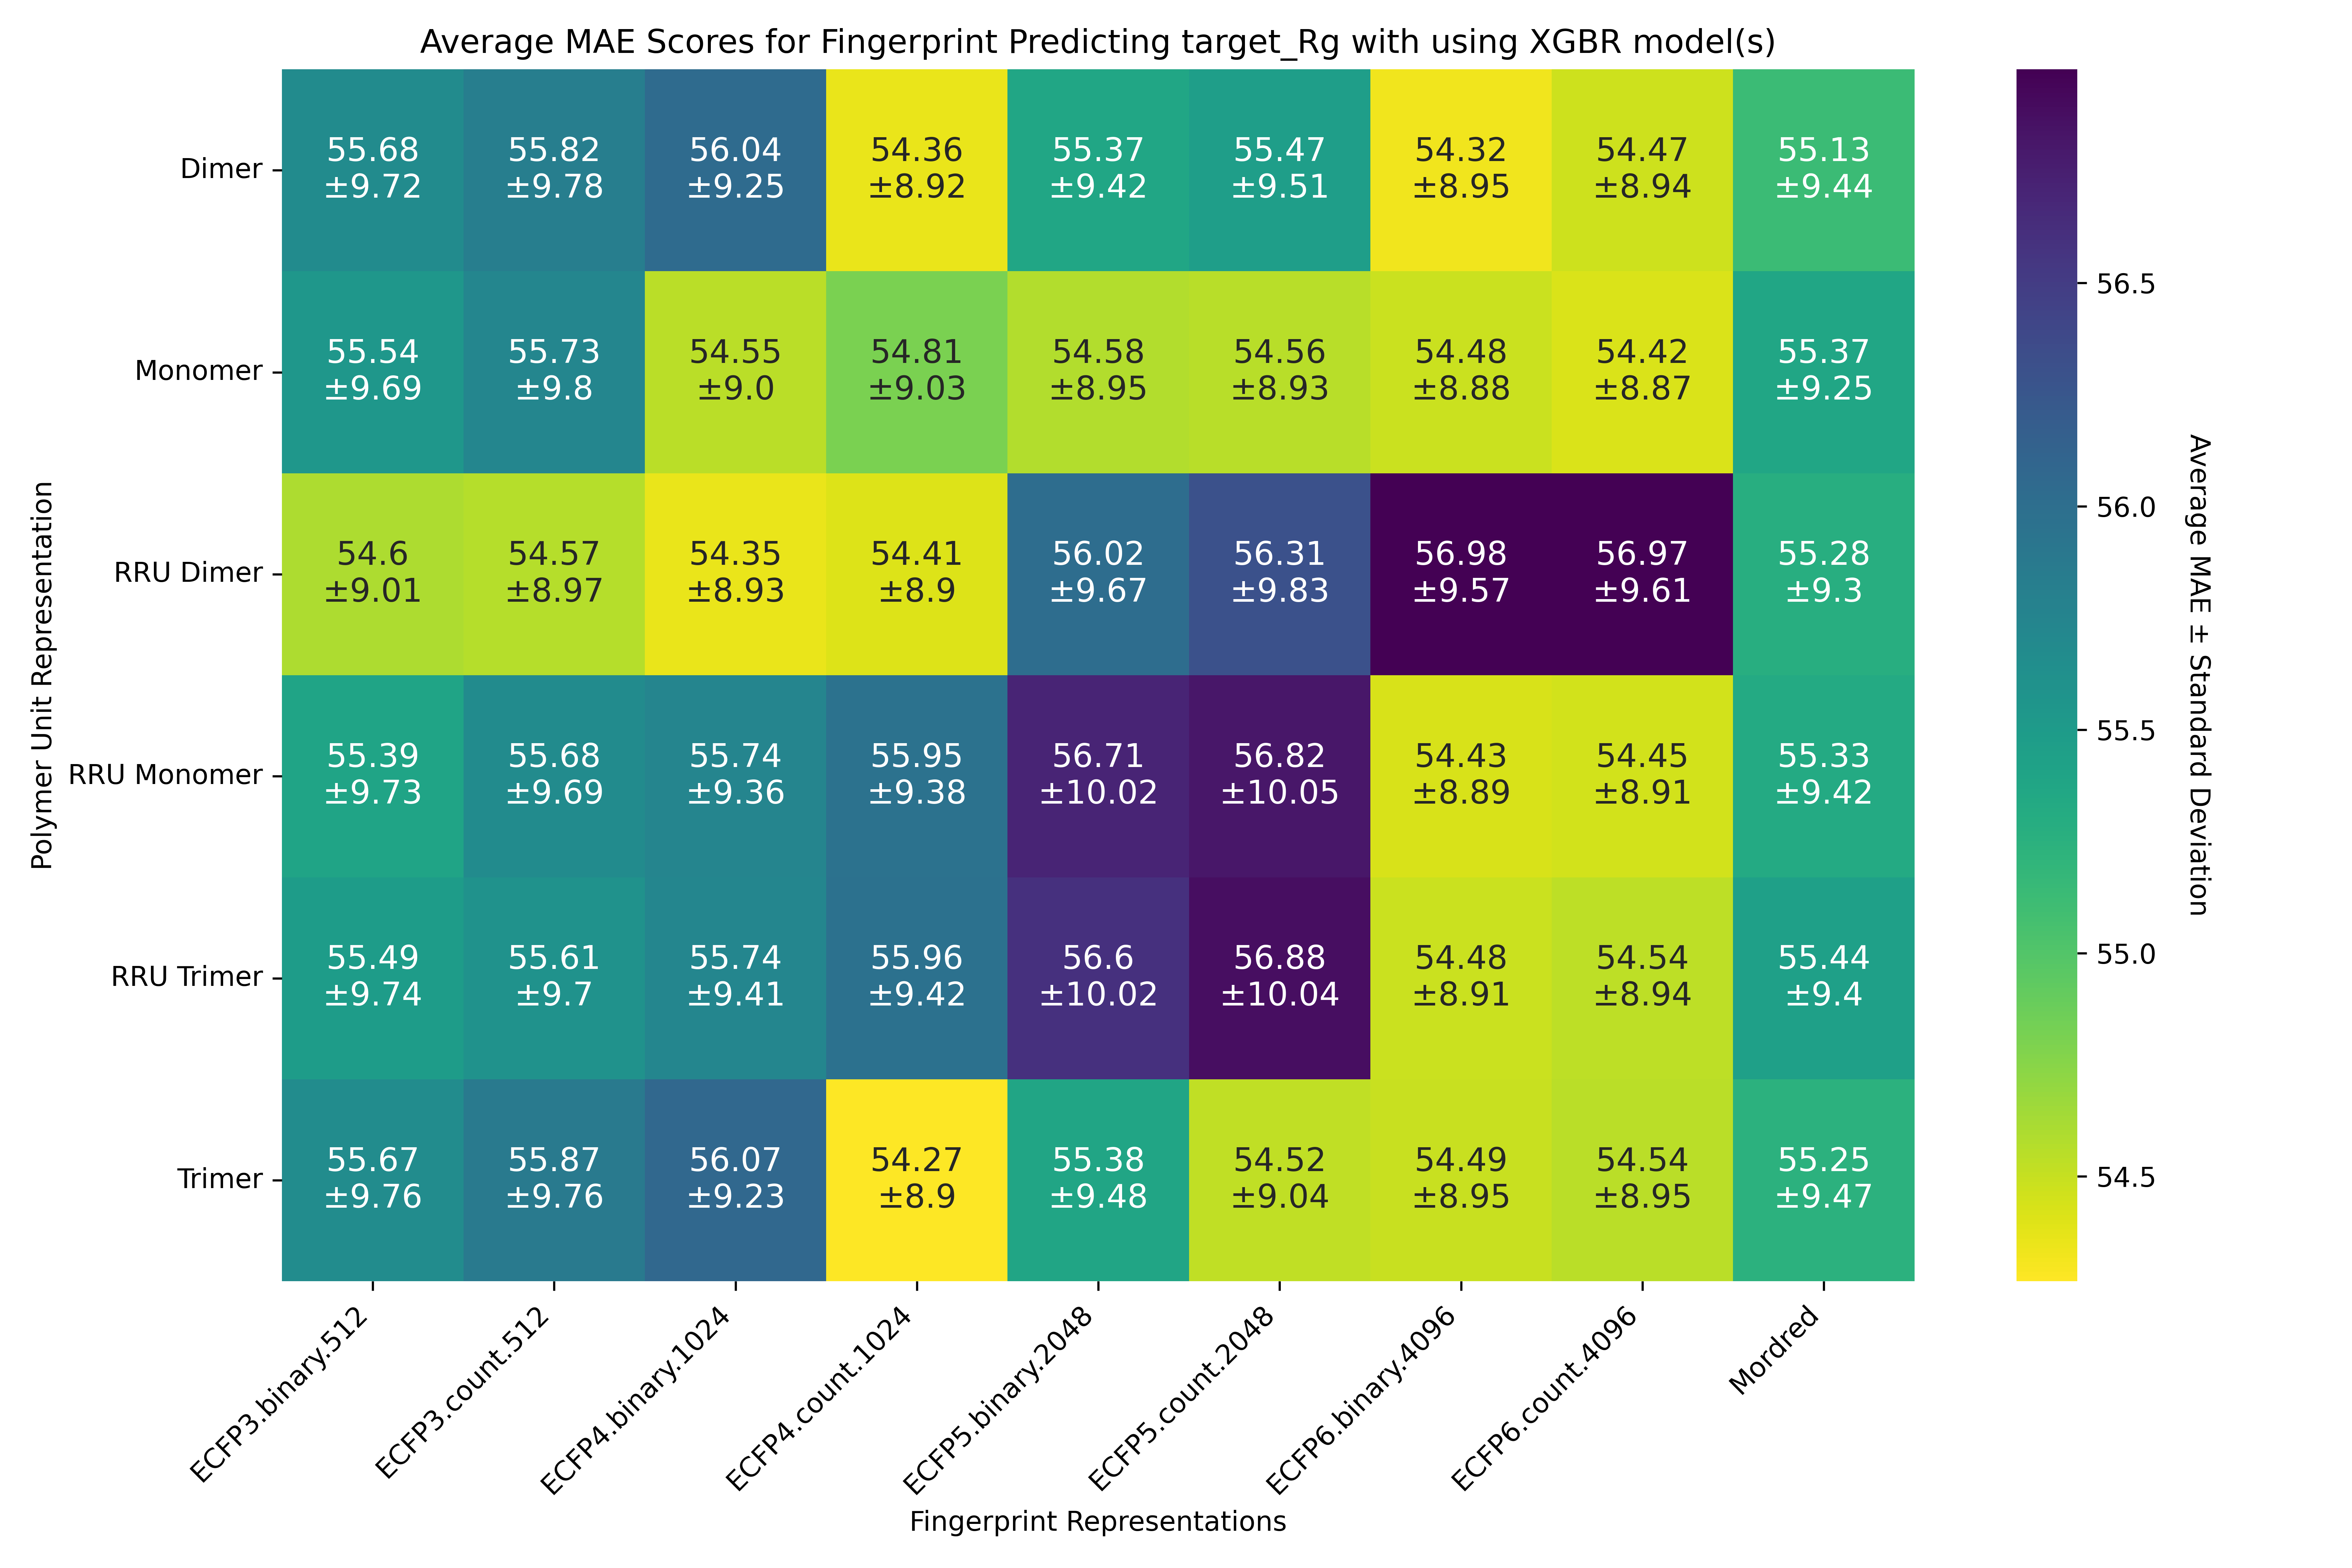 Average MAE Scores for Fingerprint Predicting target_Rg with using XGBR model(s)
Polymer Unit Representation
Dimer
55.68 55.82 56.04 54.36 55.37 55.47 54.32 54.47 55.13
±9.72 ±9.78 ±9.25 ±8.92 ±9.42 ±9.51 ±8.95 ±8.94 ±9.44
Monomer
55.54 55.73 54.55 54.81 54.58 54.56 54.48 54.42 55.37
±9.69 ±9.8 ±9.0 ±9.03 ±8.95 ±8.93 ±8.88 ±8.87 ±9.25
RRU Dimer
54.6 54.57 54.35 54.41 56.02 56.31 56.98 56.97 55.28
±9.01 ±8.97 ±8.93 ±8.9 ±9.67 ±9.83 ±9.57 ±9.61 ±9.3
RRU Monomer
55.39 55.68 55.74 55.95 56.71 56.82 54.43 54.45 55.33
±9.73 ±9.69 ±9.36 ±9.38 ±10.02 ±10.05 ±8.89 ±8.91 ±9.42
RRU Trimer
55.49 55.61 55.74 55.96 56.6 56.88 54.48 54.54 55.44
±9.74 ±9.7 ±9.41 ±9.42 ±10.02 ±10.04 ±8.91 ±8.94 ±9.4
Trimer
55.67 55.87 56.07 54.27 55.38 54.52 54.49 54.54 55.25
±9.76 ±9.76 ±9.23 ±8.9 ±9.48 ±9.04 ±8.95 ±8.95 ±9.47
ECFP3.binary.512
ECFP3.count.512
ECFP4.binary.1024
ECFP4.count.1024
ECFP5.binary.2048
ECFP5.count.2048
ECFP6.binary.4096
ECFP6.count.4096
Mordred
Fingerprint Representations
56.5
56.0
55.5
55.0
54.5
Average MAE ± Standard Deviation